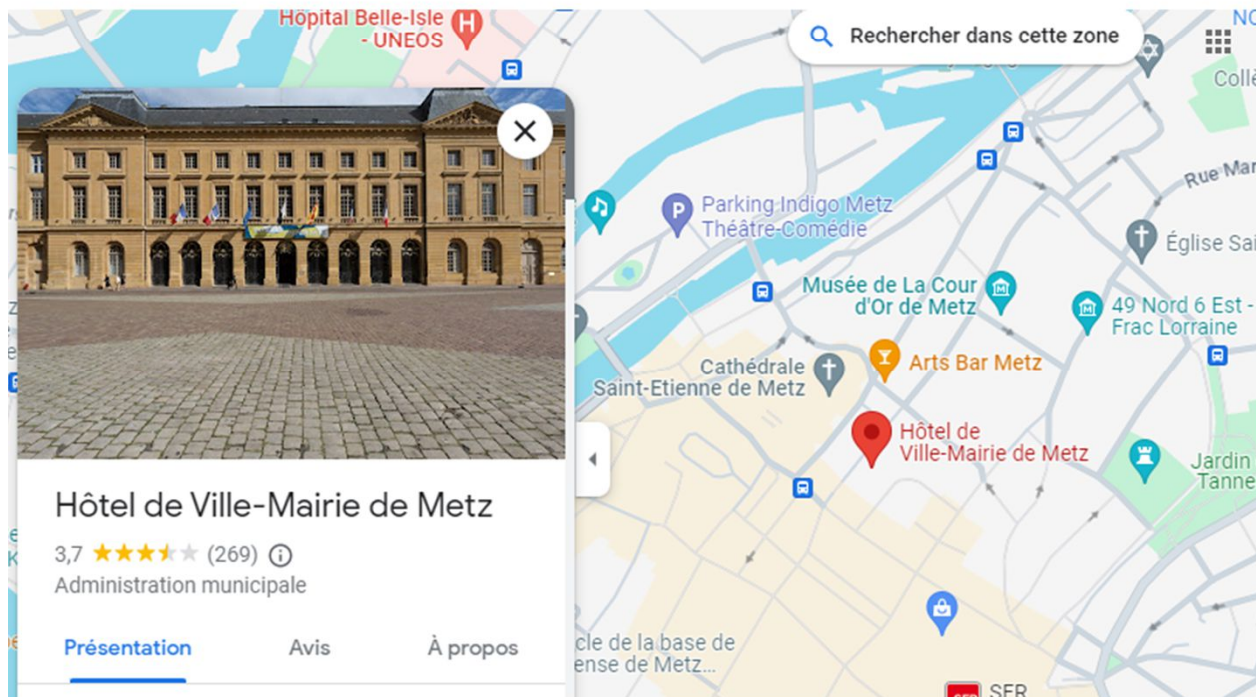 Hôpital Belle-Isle
- UNEOS
Rechercher dans cette zone
Parking Indigo Metz
Théâtre-Comédie
Rue Mar
Église Sai
Musée de La Cour
d'Or de Metz
49 Nord 6 Est -
Frac Lorraine
Cathédrale
Saint-Etienne de Metz
Arts Bar Metz
Hôtel de
Ville-Mairie de Metz
Jardin
Tanne
Hôtel de Ville-Mairie de Metz
3,7 (269)
Administration municipale
Présentation Avis À propos
cle de la base de
ense de Metz...
SFR